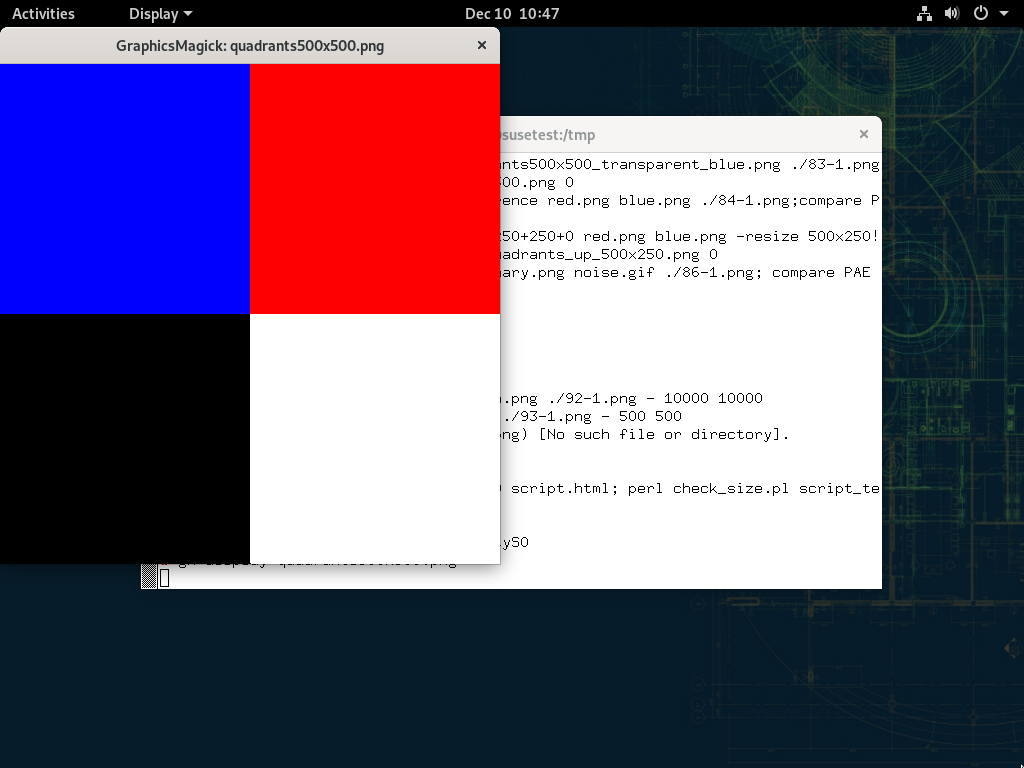 Activities
Display
Dec 10 10:47
GraphicsMagick: quadrants500x500.png
susetest:/tmp
nts500x500_transparent_blue.png ./83-1.png
00.png 0
ence red.png blue.png ./84-1.png;compare P
50+250+0 red.png blue.png -resize 500x250!
adrants_up_500x250.png 0
ary.png noise.gif ./86-1.png; compare PAE
.png ./92-1.png - 10000 10000
./93-1.png - 500 500
ng) [No such file or directory].
script.html; perl check_size.pl script_te
ySO